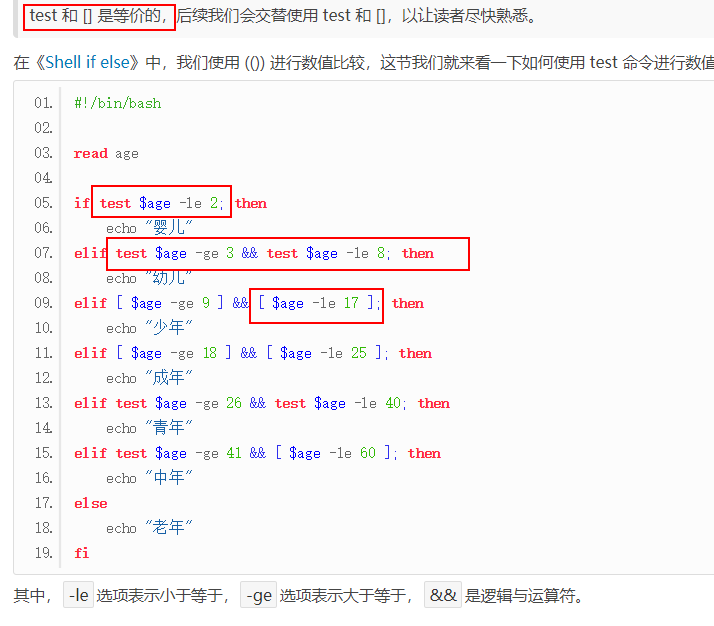 test 和 [] 是等价的，后续我们会交替使用 test 和 []，以让读者尽快熟悉。
在《Shell if else》中，我们使用 (()) 进行数值比较，这节我们就来看一下如何使用 test 命令进行数值
01. #!/bin/bash
02.
03. read age
04.
05. if test $age -le 2; then
06. echo "婴儿"
07. elif test $age -ge 3 && test $age -le 8; then
08. echo "幼儿"
09. elif [ $age -ge 9 ] && [ $age -le 17 ]; then
10. echo "少年"
11. elif [ $age -ge 18 ] && [ $age -le 25 ]; then
12. echo "成年"
13. elif test $age -ge 26 && test $age -le 40; then
14. echo "青年"
15. elif test $age -ge 41 && [ $age -le 60 ]; then
16. echo "中年"
17. else
18. echo "老年"
19. fi
其中，-le 选项表示小于等于，-ge 选项表示大于等于，&& 是逻辑与运算符。